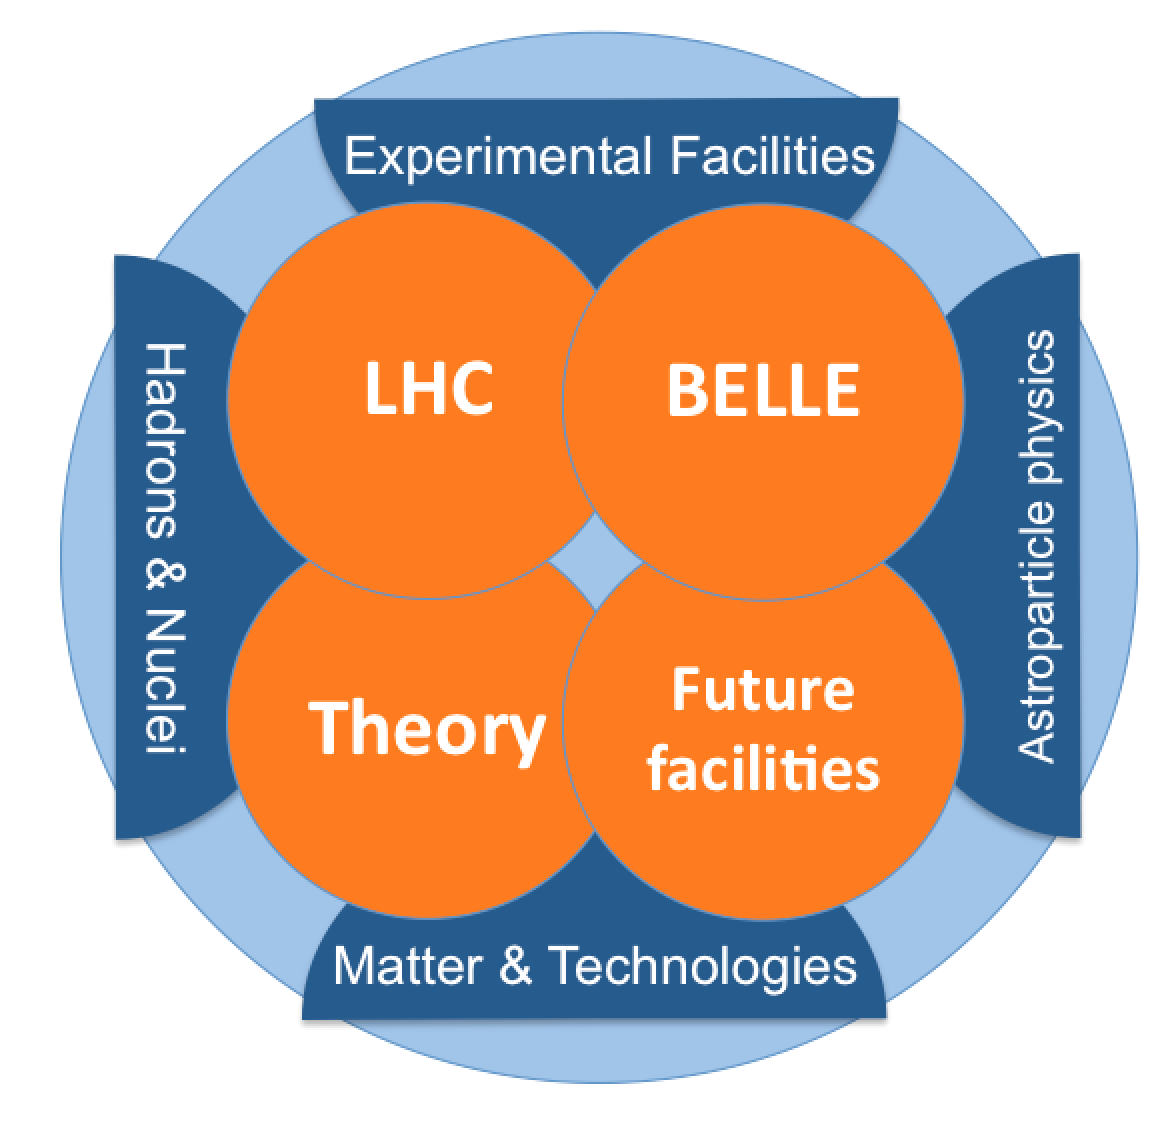 Experimental Facilities
LHC
BELLE
Hadrons & Nuclei
Astroparticle physics
Theory
Future
facilities
Matter & Technologies